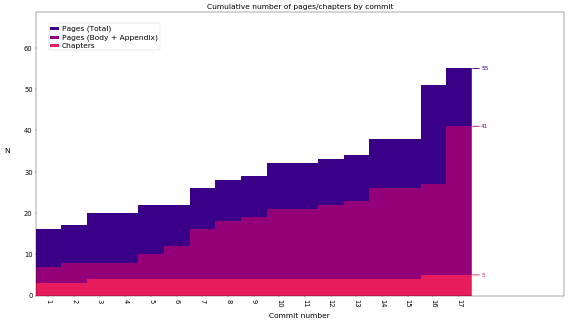 Cumulative number of pages/chapters by commit
Pages (Total)
Pages (Body + Appendix)
Chapters
60
50
40
30
20
10
0
N
55
41
5
1 2 3 4 5 6 7 8 9 10 11 12 13 14 15 16 17
Commit number